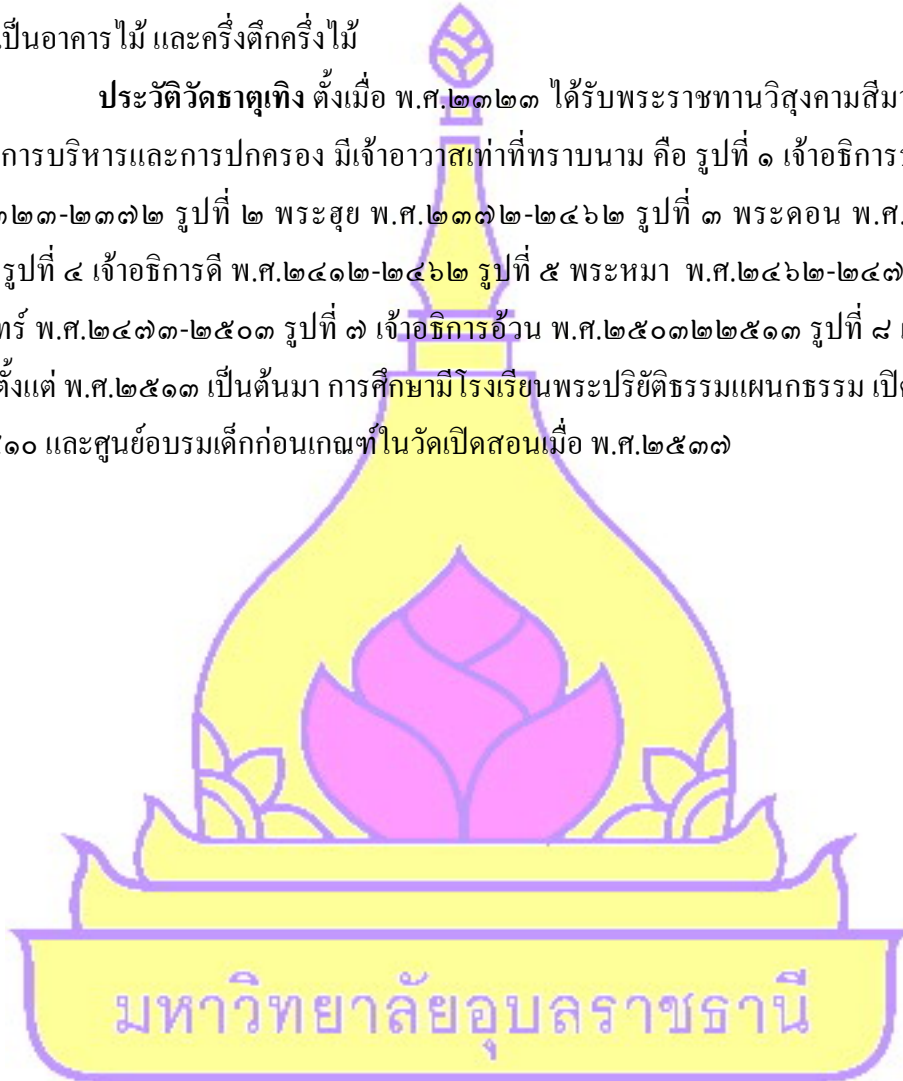 เป็นอาคารไม้ และครึ่งตึกครึ่งไม้
ประวัติวัดธาตุเทิง ตั้งเมื่อ พ.ศ.๒๓๒๓ ได้รับพระราชทานวิสุงคามสีมา
การบริหารและการปกครอง มีเจ้าอาวาสเท่าที่ทราบนาม คือ รูปที่ ๑ เจ้าอธิการ
๓๒๓-๒๓๗๒ รูปที่ ๒ พระฮุย พ.ศ.๒๓๗๒-๒๔๖๒ รูปที่ ๓ พระดอน พ.ศ.
รูปที่ ๔ เจ้าอธิการดี พ.ศ.๒๔๑๒-๒๔๖๒ รูปที่ ๕ พระหมา พ.ศ.๒๔๖๒-๒๔๗
ทร์ พ.ศ.๒๔๗๓-๒๕๐๓ รูปที่ ๗ เจ้าอธิการอ้วน พ.ศ.๒๕๐๓๒๒๕๑๓ รูปที่ ๘
ตั้งแต่ พ.ศ.๒๕๑๓ เป็นต้นมา การศึกษามีโรงเรียนพระปริยัติธรรมแผนกธรรม เปิด
๑๐ และศูนย์อบรมเด็กก่อนเกณฑ์ในวัดเปิดสอนเมื่อ พ.ศ.๒๕๓๗
มหาวิทยาลัยอุบลราชธานี